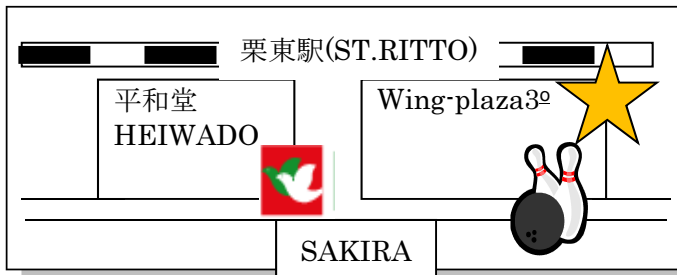 栗東駅(ST.RITTO)
平和堂
HEIWADO
Wing-plaza3º
SAKIRA